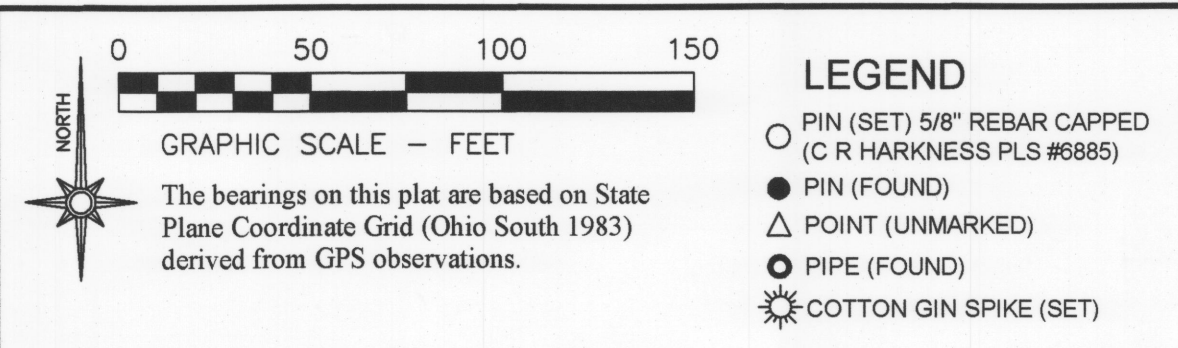 0 50 100 150
NORTH
GRAPHIC SCALE – FEET
The bearings on this plat are based on State
Plane Coordinate Grid (Ohio South 1983)
derived from GPS observations.
LEGEND
PIN (SET) 5/8" REBAR CAPPED
(C R HARKNESS PLS #6885)
PIN (FOUND)
POINT (UNMARKED)
PIPE (FOUND)
COTTON GIN SPIKE (SET)